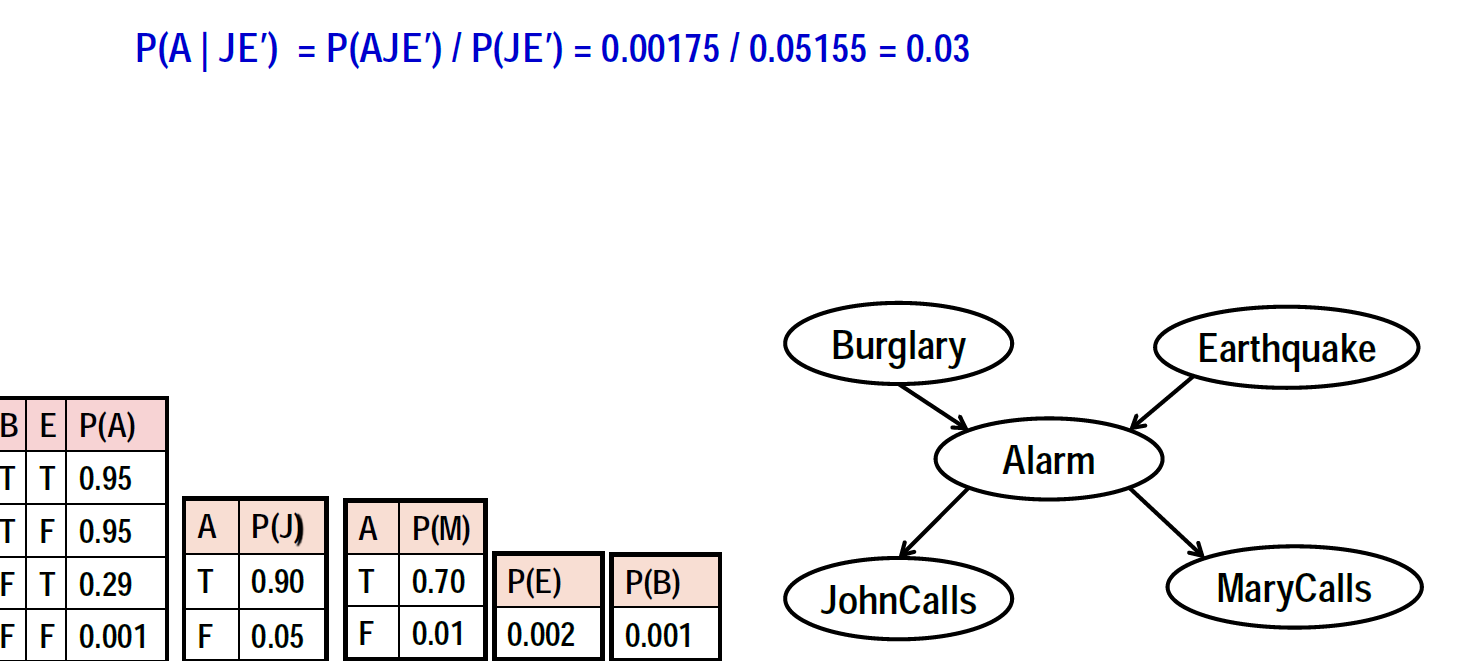 P(A | JE′) = P(AJE′) / P(JE′) = 0.00175 / 0.05155 = 0.03
Burglary
Earthquake
Alarm
JohnCalls
MaryCalls
B E P(A)
T T 0.95
T F 0.95
F T 0.29
F F 0.001
A P(J)
T 0.90
F 0.05
A P(M)
T 0.70
F 0.01
P(E)
0.002
P(B)
0.001